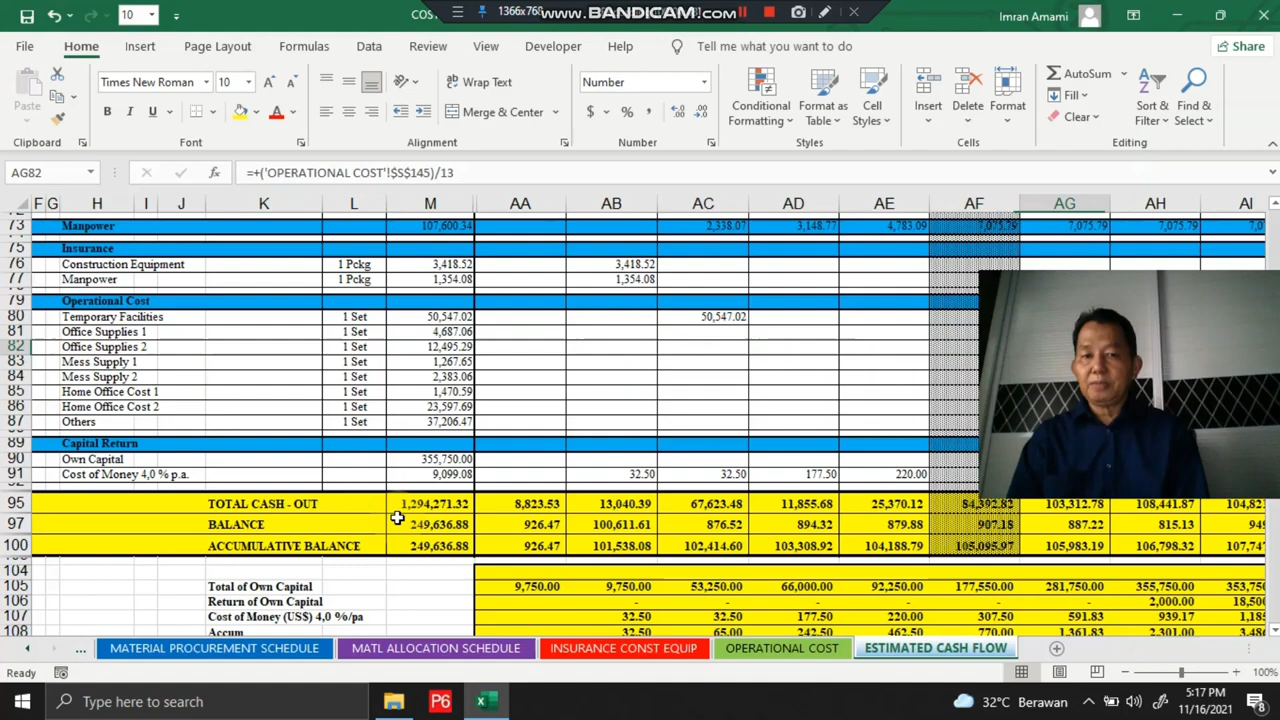 10
COS
1366x768
www.BANDICAM.com
Imran Amami
File Home Insert Page Layout Formulas Data Review View Developer Help Tell me what you want to do Share
Paste
Times New Roman 10
B I U
Wrap Text
Merge & Center
Number
$ % ,
Conditional Formatting
Format as Table
Cell Styles
Insert Delete Format
AutoSum
Fill
Clear
Sort & Filter
Find & Select
Clipboard Font Alignment Number Styles Cells Editing
AG82 fx =+('OPERATIONAL COST'!$S$145)/13
F G H I J K L M AA AB AC AD AE AF AG AH AI
73 Manpower 107,600.34 2,338.07 3,148.77 4,783.09 7,075.79 7,075.79 7,075.79 7,0
75 Insurance
76 Construction Equipment 1 Pckg 3,418.52 3,418.52
77 Manpower 1 Pckg 1,354.08 1,354.08
79 Operational Cost
80 Temporary Facilities 1 Set 50,547.02 50,547.02
81 Office Supplies 1 1 Set 4,687.06
82 Office Supplies 2 1 Set 12,495.29
83 Mess Supply 1 1 Set 1,267.65
84 Mess Supply 2 1 Set 2,383.06
85 Home Office Cost 1 1 Set 1,470.59
86 Home Office Cost 2 1 Set 23,597.69
87 Others 1 Set 37,206.47
89 Capital Return
90 Own Capital 355,750.00
91 Cost of Money 4,0 % p.a. 9,099.08 32.50 32.50 177.50 220.00
95 TOTAL CASH - OUT 1,294,271.32 8,823.53 13,040.39 67,623.48 11,855.68 25,370.12 84,392.82 103,312.78 108,441.87 104,82
97 BALANCE 249,636.88 926.47 100,611.61 876.52 894.32 879.88 907.18 887.22 815.13 949
100 ACCUMULATIVE BALANCE 249,636.88 926.47 101,538.08 102,414.60 103,308.92 104,188.79 105,095.97 105,983.19 106,798.32 107,747
104
105 Total of Own Capital 9,750.00 9,750.00 53,250.00 66,000.00 92,250.00 177,550.00 281,750.00 355,750.00 353,750
106 Return of Own Capital - - - - - - 2,000.00 18,500
107 Cost of Money (US$) 4,0 %/pa 32.50 32.50 177.50 220.00 307.50 591.83 939.17 1,18
108 Accum 32.50 65.00 242.50 462.50 770.00 1,361.83 2,301.00 3,480
... MATERIAL PROCUREMENT SCHEDULE MATL ALLOCATION SCHEDULE INSURANCE CONST EQUIP OPERATIONAL COST ESTIMATED CASH FLOW
Ready 100%
Type here to search P6 32°C Berawan 5:17 PM
11/16/2021 8